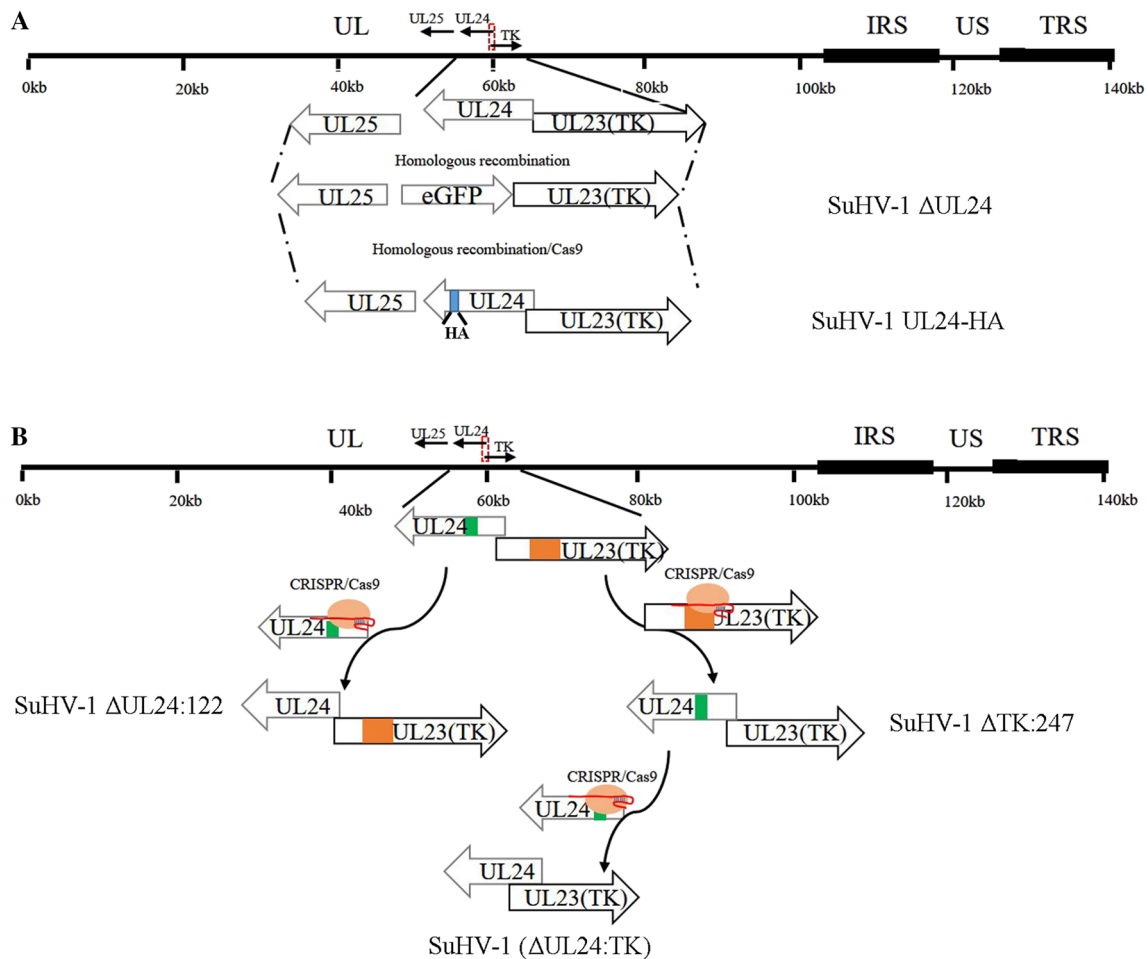 A
UL
UL25
UL24
TK
IRS
US
TRS
0kb
20kb
40kb
60kb
80kb
100kb
120kb
140kb
UL25
UL24
UL23(TK)
Homologous recombination
UL25
eGFP
UL23(TK)
SuHV-1 ΔUL24
Homologous recombination/Cas9
UL25
UL24
UL23(TK)
HA
SuHV-1 UL24-HA
B
UL
UL25
UL24
TK
IRS
US
TRS
0kb
20kb
40kb
60kb
80kb
100kb
120kb
140kb
UL24
UL23(TK)
CRISPR/Cas9
UL24
CRISPR/Cas9
UL23(TK)
SuHV-1 ΔUL24:122
UL24
UL23(TK)
UL24
UL23(TK)
SuHV-1 ΔTK:247
CRISPR/Cas9
UL24
UL24
UL23(TK)
SuHV-1 (ΔUL24:TK)